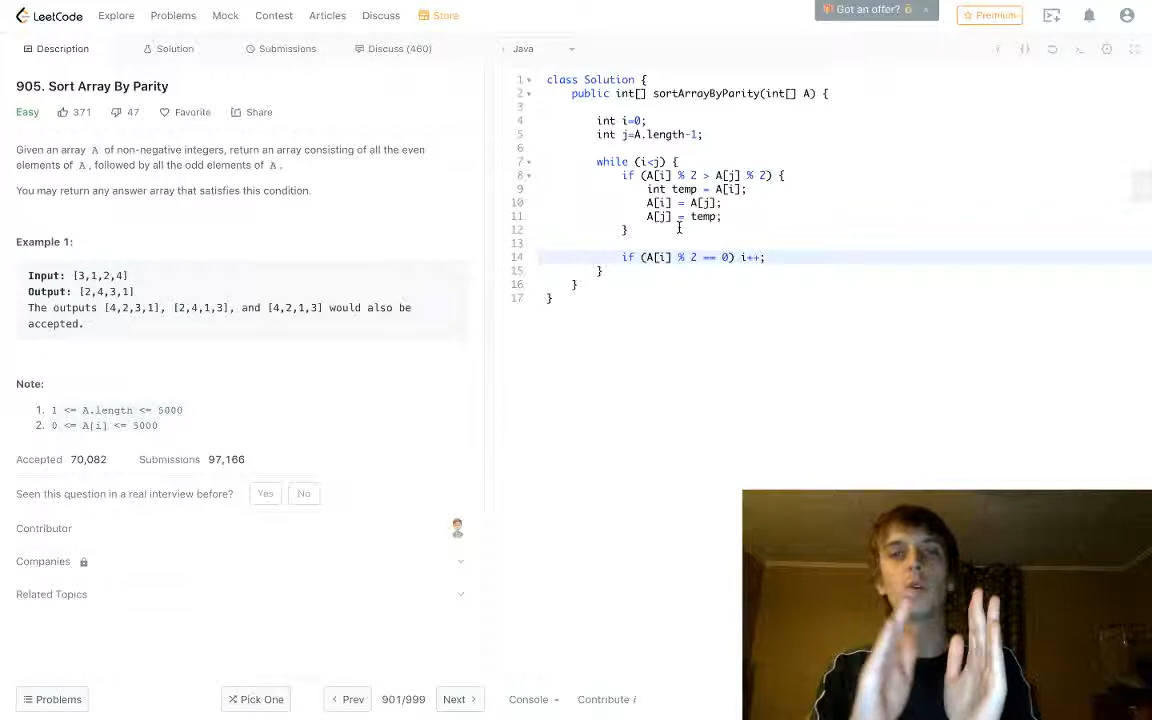 LeetCode Explore Problems Mock Contest Articles Discuss Store
Got an offer? × Premium
Description Solution Submissions Discuss (460)
Java
905. Sort Array By Parity
Easy 371 47 Favorite Share
Given an array A of non-negative integers, return an array consisting of all the even
elements of A, followed by all the odd elements of A.
You may return any answer array that satisfies this condition.
Example 1:
Input: [3,1,2,4]
Output: [2,4,3,1]
The outputs [4,2,3,1], [2,4,1,3], and [4,2,1,3] would also be
accepted.
Note:
1. 1 <= A.length <= 5000
2. 0 <= A[i] <= 5000
Accepted 70,082 Submissions 97,166
Seen this question in a real interview before? Yes No
Contributor
Companies
Related Topics
Problems Pick One < Prev 901/999 Next >
1 class Solution {
2 public int[] sortArrayByParity(int[] A) {
3
4 int i=0;
5 int j=A.length-1;
6
7 while (i<j) {
8 if (A[i] % 2 > A[j] % 2) {
9 int temp = A[i];
10 A[i] = A[j];
11 A[j] = temp;
12 }
13
14 if (A[i] % 2 == 0) i++;
15 }
16 }
17 }
Console Contribute i